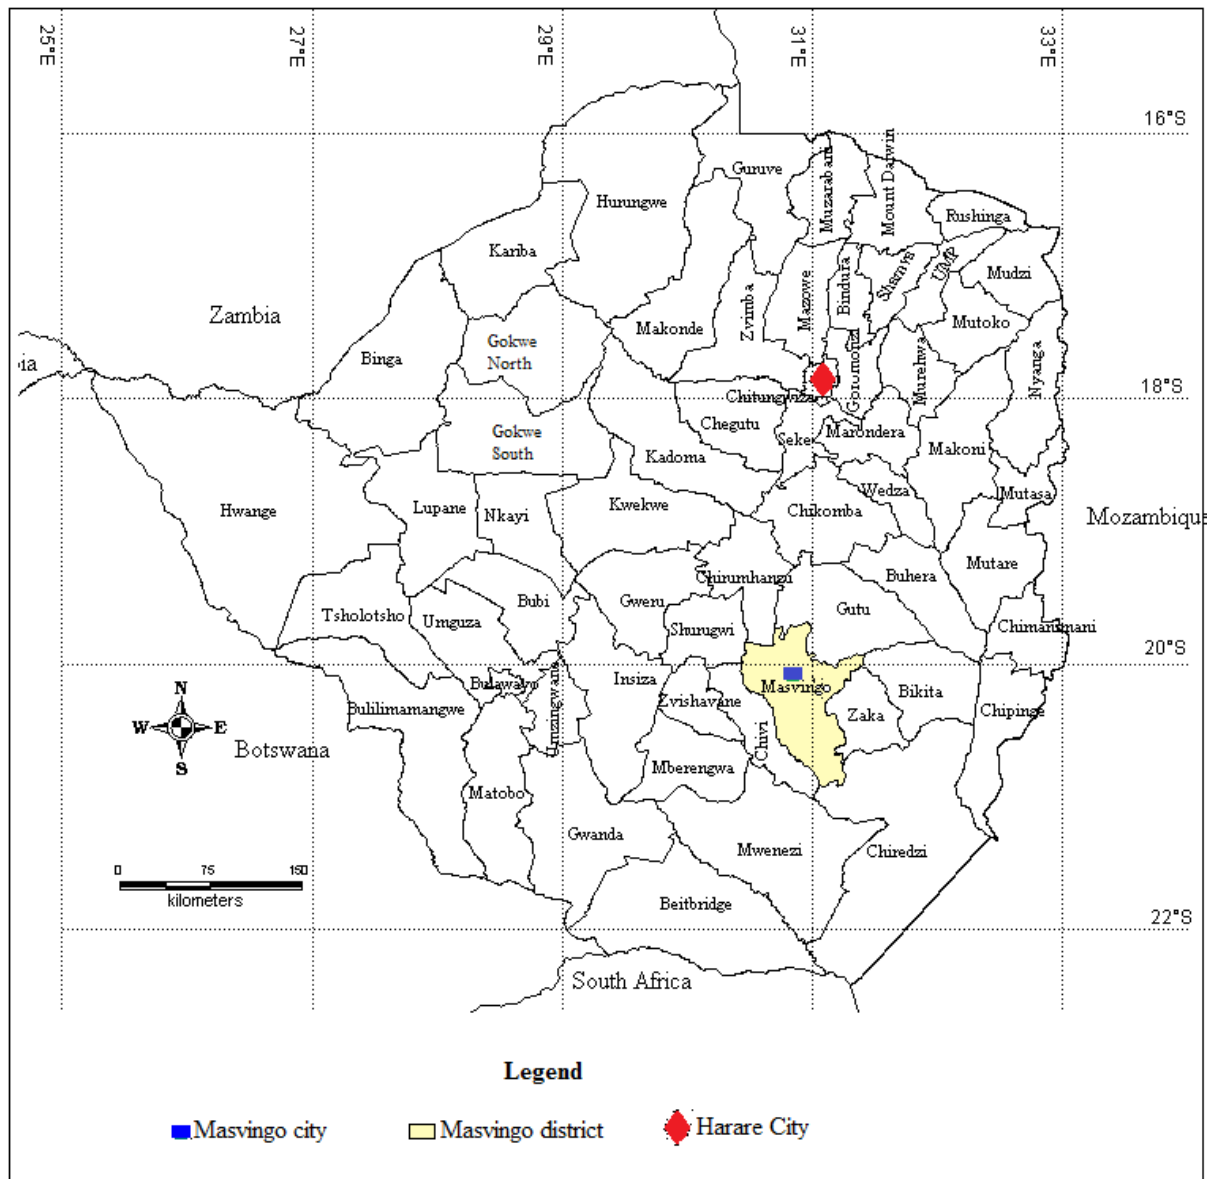 25°E
27°E
29°E
31°E
33°E
16°S
Guruve
Muzarabani
Mount Darwin
Hurungwe
Rushinga
Kariba
Shamva
UMP
Mudzi
Zvimba
Mazowe
Bindura
Zambia
Makonde
Mutoko
Gokwe
North
Binga
Goromonzi
Murehwa
Nyanga
18°S
Chitungwiza
Chegutu
Gokwe
South
Seke
Marondera
Kadoma
Makoni
Wedza
Mutasa
Hwange
Lupane
Nkayi
Kwekwe
Chikomba
Mozambique
Mutare
Chirumhanzu
Buhera
Bubi
Gweru
Gutu
Tsholotsho
Umguza
Shurugwi
Chimanimani
20°S
Bulawayo
Umzingwane
Insiza
Masvingo
Bikita
N
W
E
S
Bulilimamangwe
Zvishavane
Zaka
Chipinge
Botswana
Chivi
Mberengwa
Matobo
Gwanda
Mwenezi
Chiredzi
0 75 150
kilometers
Beitbridge
22°S
South Africa
Legend
Masvingo city
Masvingo district
Harare City